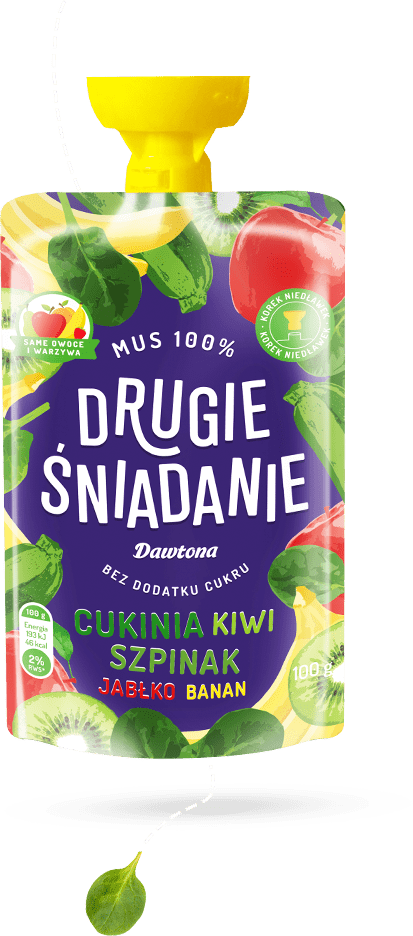 KOREK NIEDŁAWEK
KOREK NIEDŁAWEK
SAME OWOCE
I WARZYWA
MUS 100%
DRUGIE
ŚNIADANIE
Dawtona
BEZ DODATKU CUKRU
CUKINIA KIWI
SZPINAK
JABŁKO BANAN
100 g
Energia
193 kJ
46 kcal
2%
RWS*
100 g